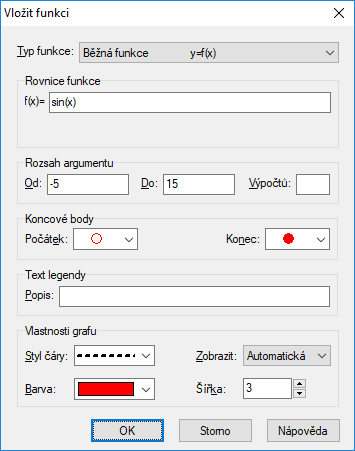 Vložit funkci
Typ funkce: Běžná funkce y=f(x)
Rovnice funkce
f(x)= sin(x)
Rozsah argumentu
Od: -5 Do: 15 Výpočtů:
Koncové body
Počátek: Konec:
Text legendy
Popis:
Vlastnosti grafu
Styl čáry: Zobrazit: Automatická
Barva: Šířka: 3
OK Storno Nápověda